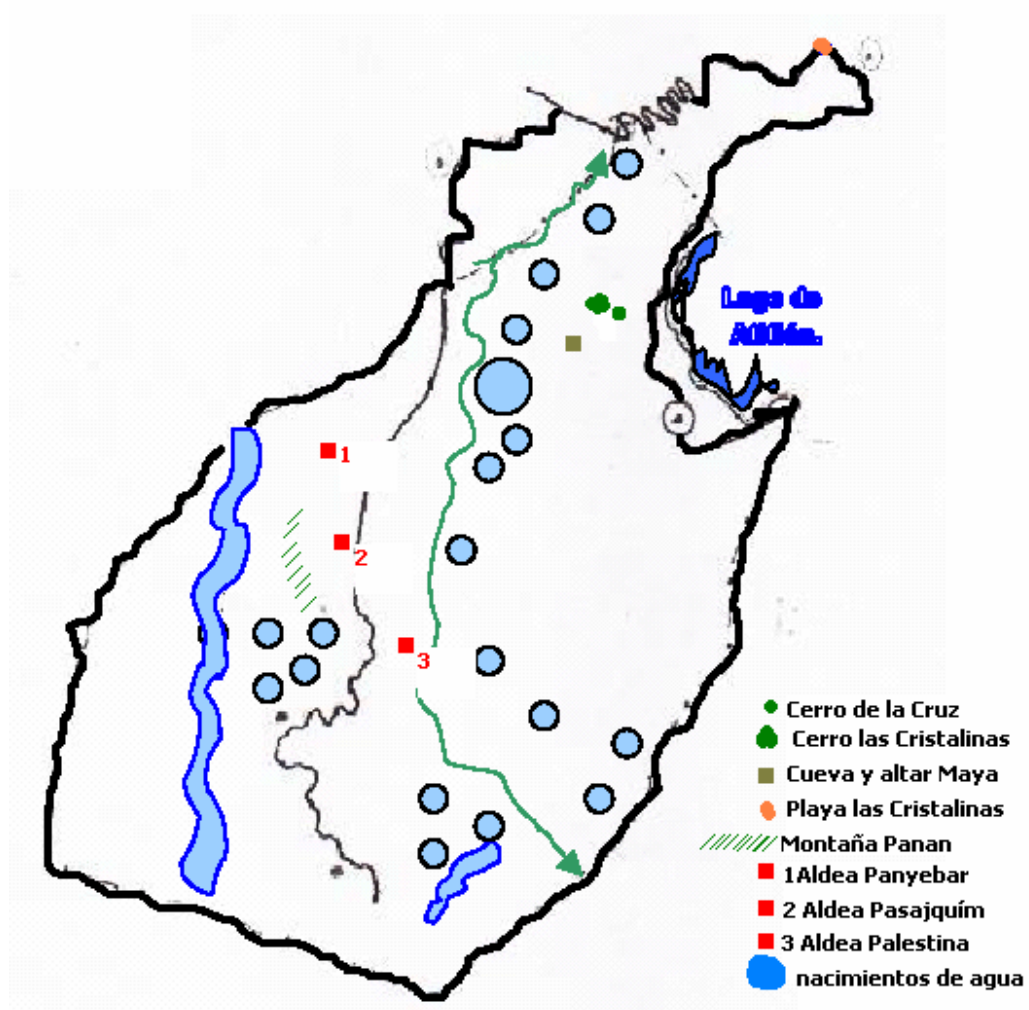 Lago de
Atitlán.
1
2
3
Cerro de la Cruz
Cerro las Cristalinas
Cueva y altar Maya
Playa las Cristalinas
Montaña Panan
1Aldea Panyebar
2 Aldea Pasajquím
3 Aldea Palestina
nacimientos de agua